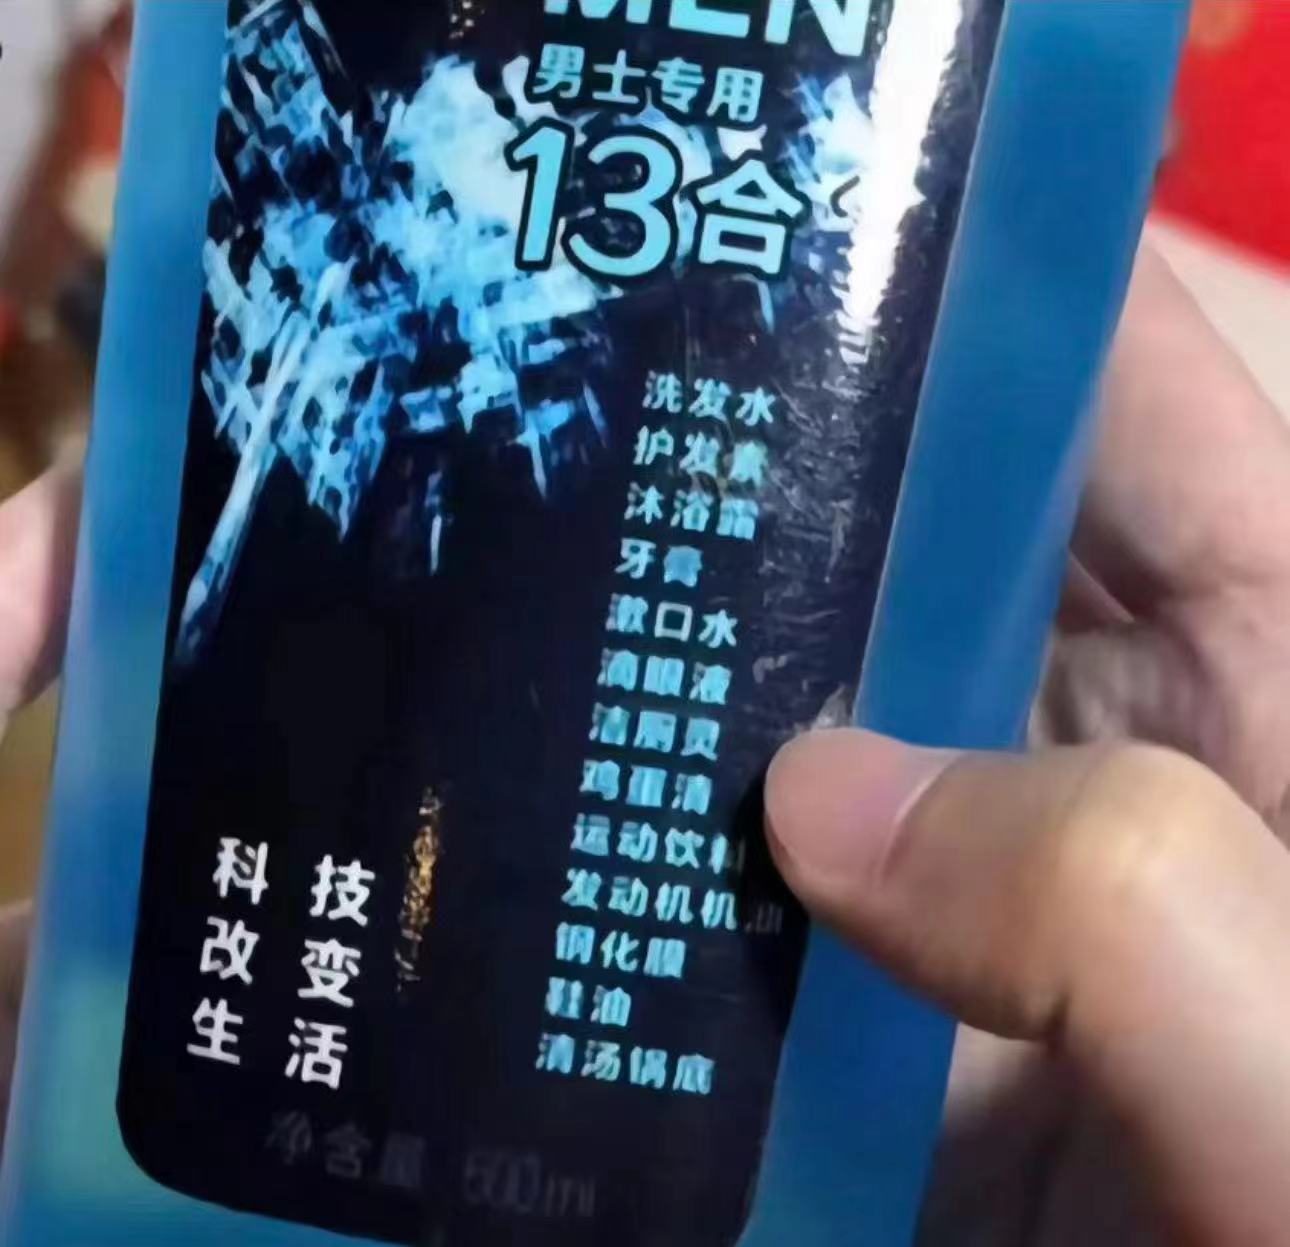 MEN
男士专用
13合
洗发水
护发素
沐浴露
牙膏
漱口水
滴眼液
洁厕灵
鸡蛋清
运动饮料
发动机机油
钢化膜
鞋油
清汤锅底
科技
改变
生活
净含量 600ml